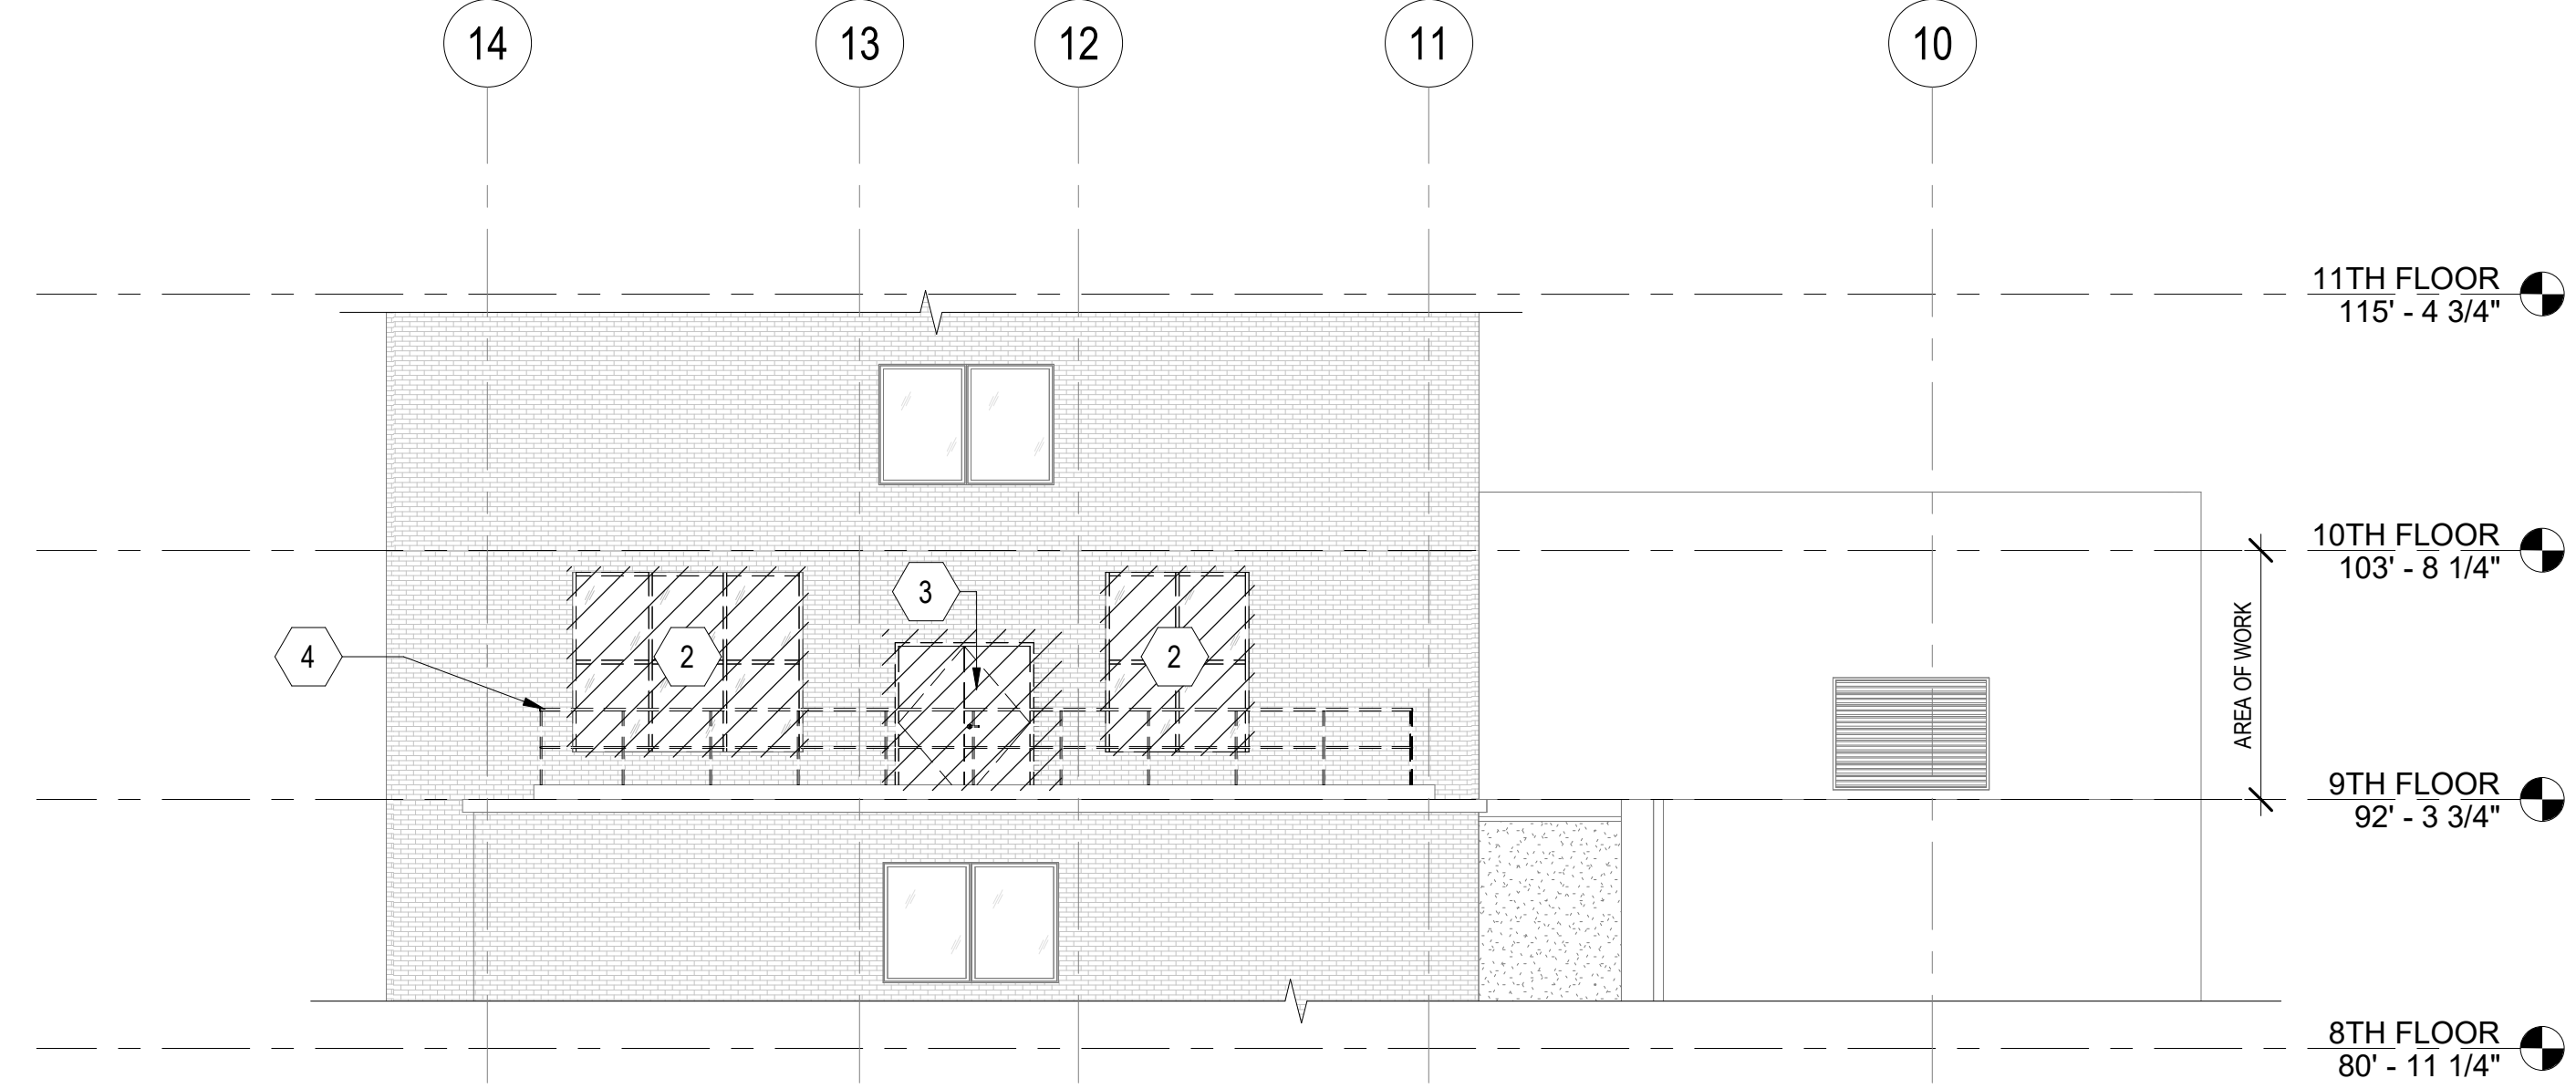 14 13 12 11 10
11TH FLOOR
115' - 4 3/4"
10TH FLOOR
103' - 8 1/4"
3
4
2
2
AREA OF WORK
9TH FLOOR
92' - 3 3/4"
8TH FLOOR
80' - 11 1/4"